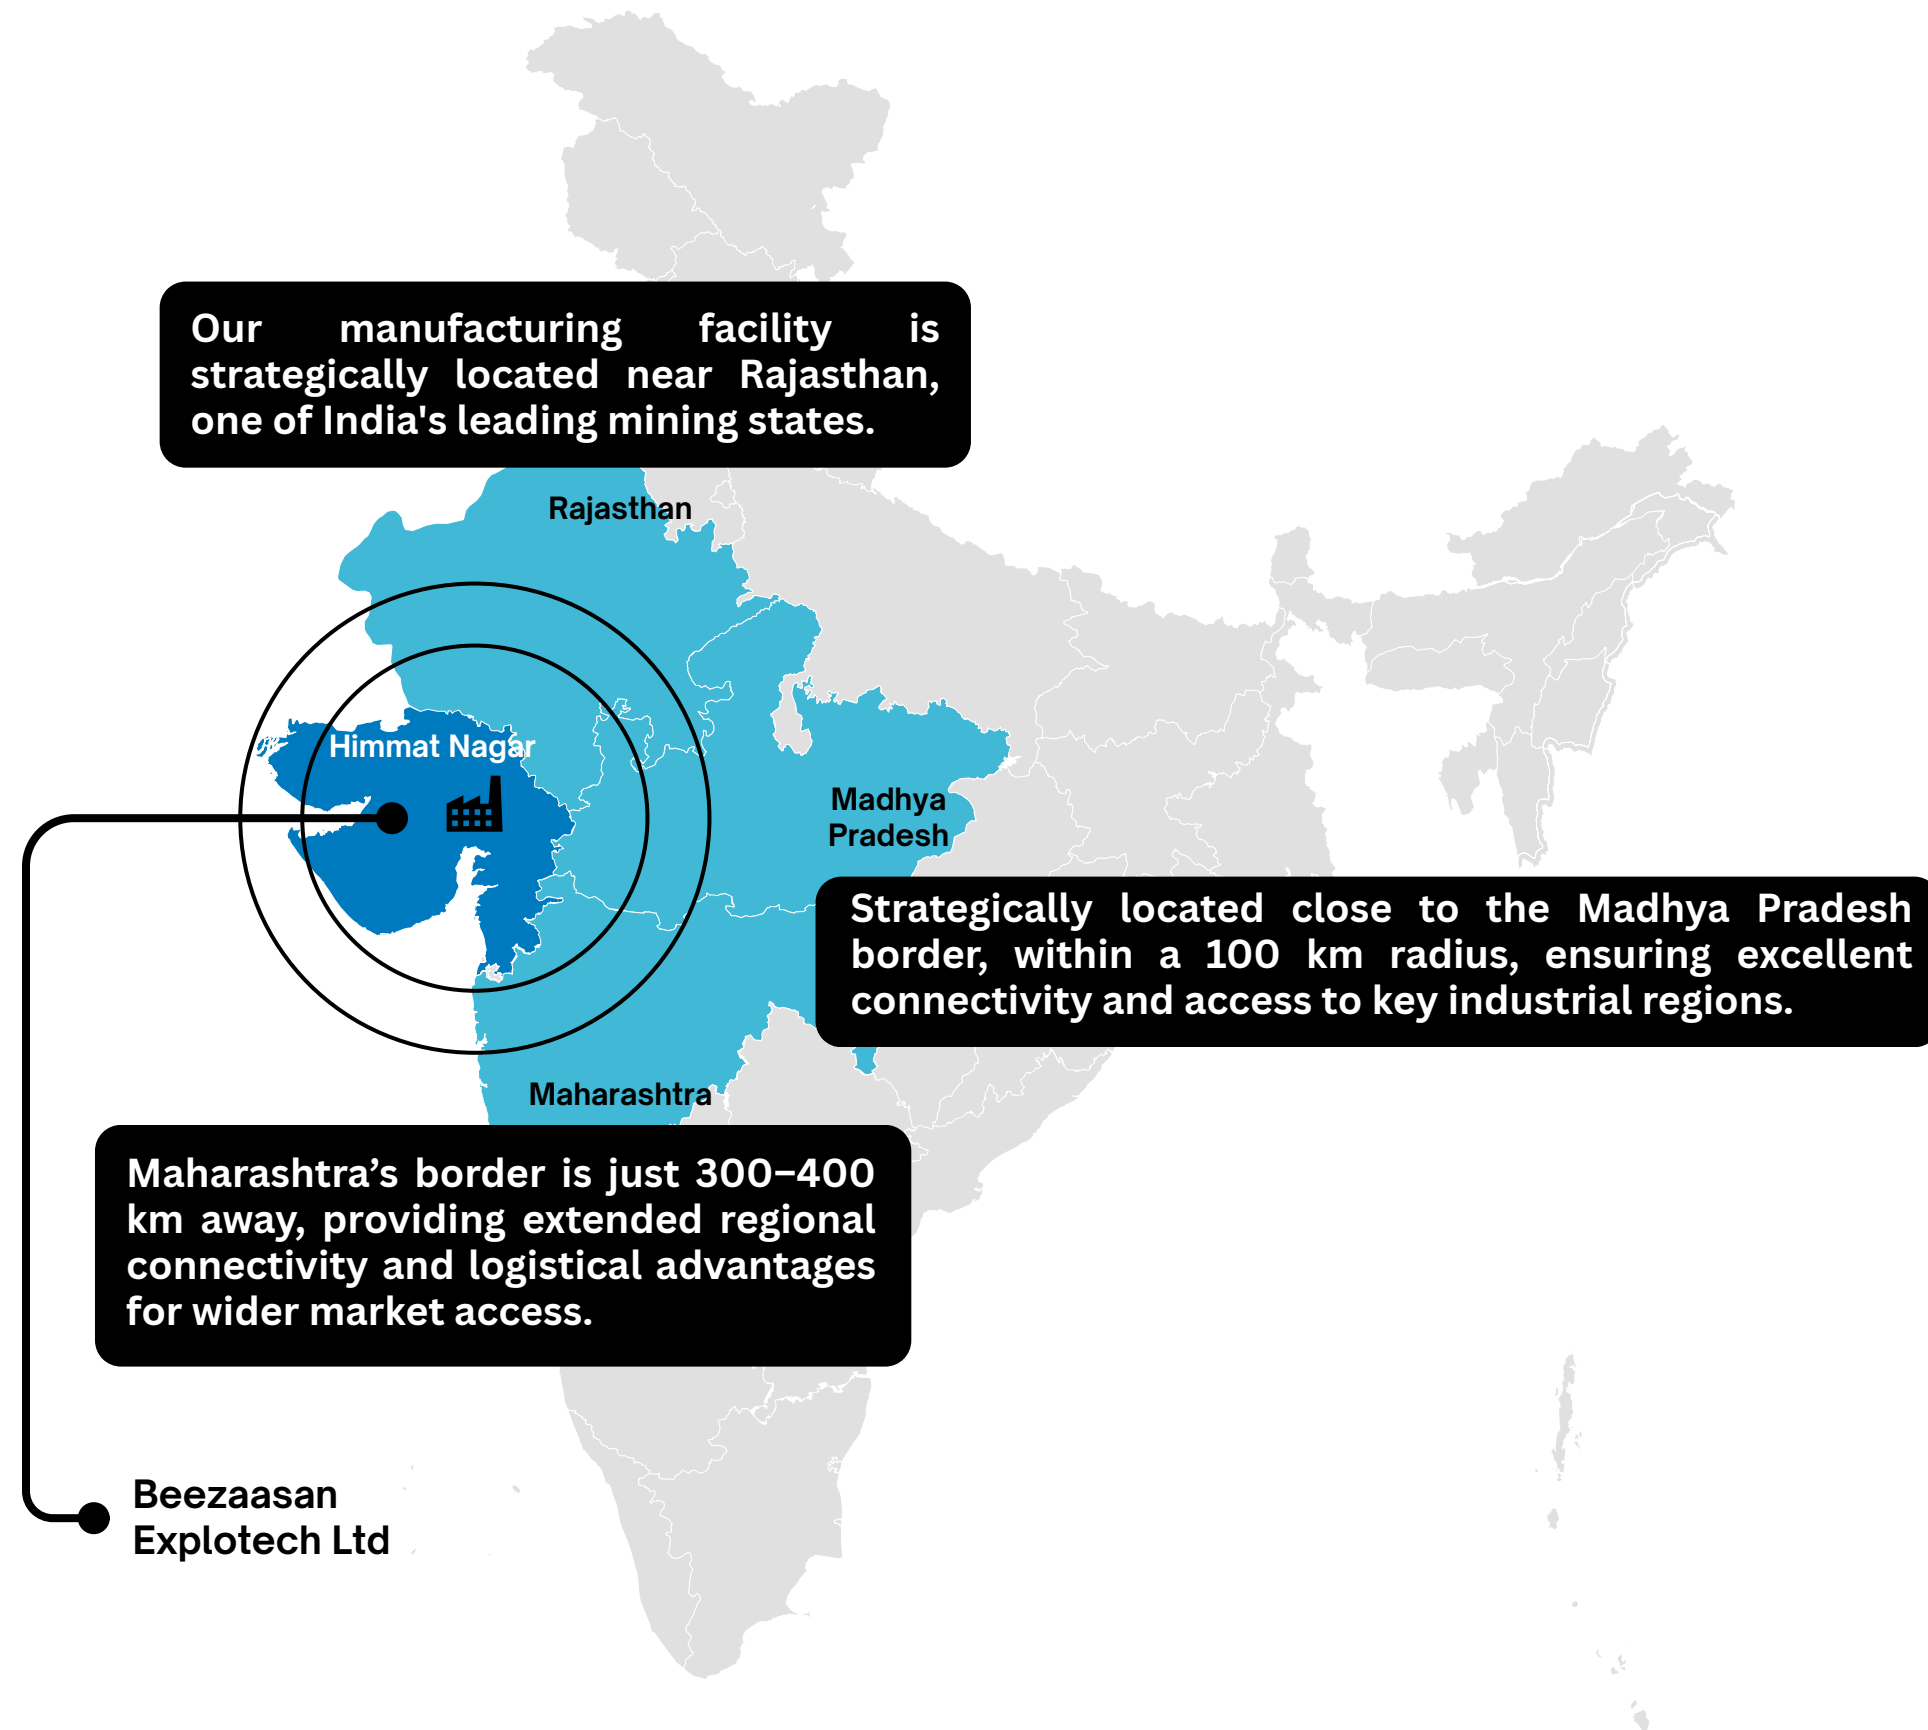 Our manufacturing facility is
strategically located near Rajasthan,
one of India's leading mining states.
Rajasthan
Himmat Nagar
Madhya
Pradesh
Strategically located close to the Madhya Pradesh
border, within a 100 km radius, ensuring excellent
connectivity and access to key industrial regions.
Maharashtra
Maharashtra’s border is just 300–400
km away, providing extended regional
connectivity and logistical advantages
for wider market access.
Beezaasan
Explotech Ltd